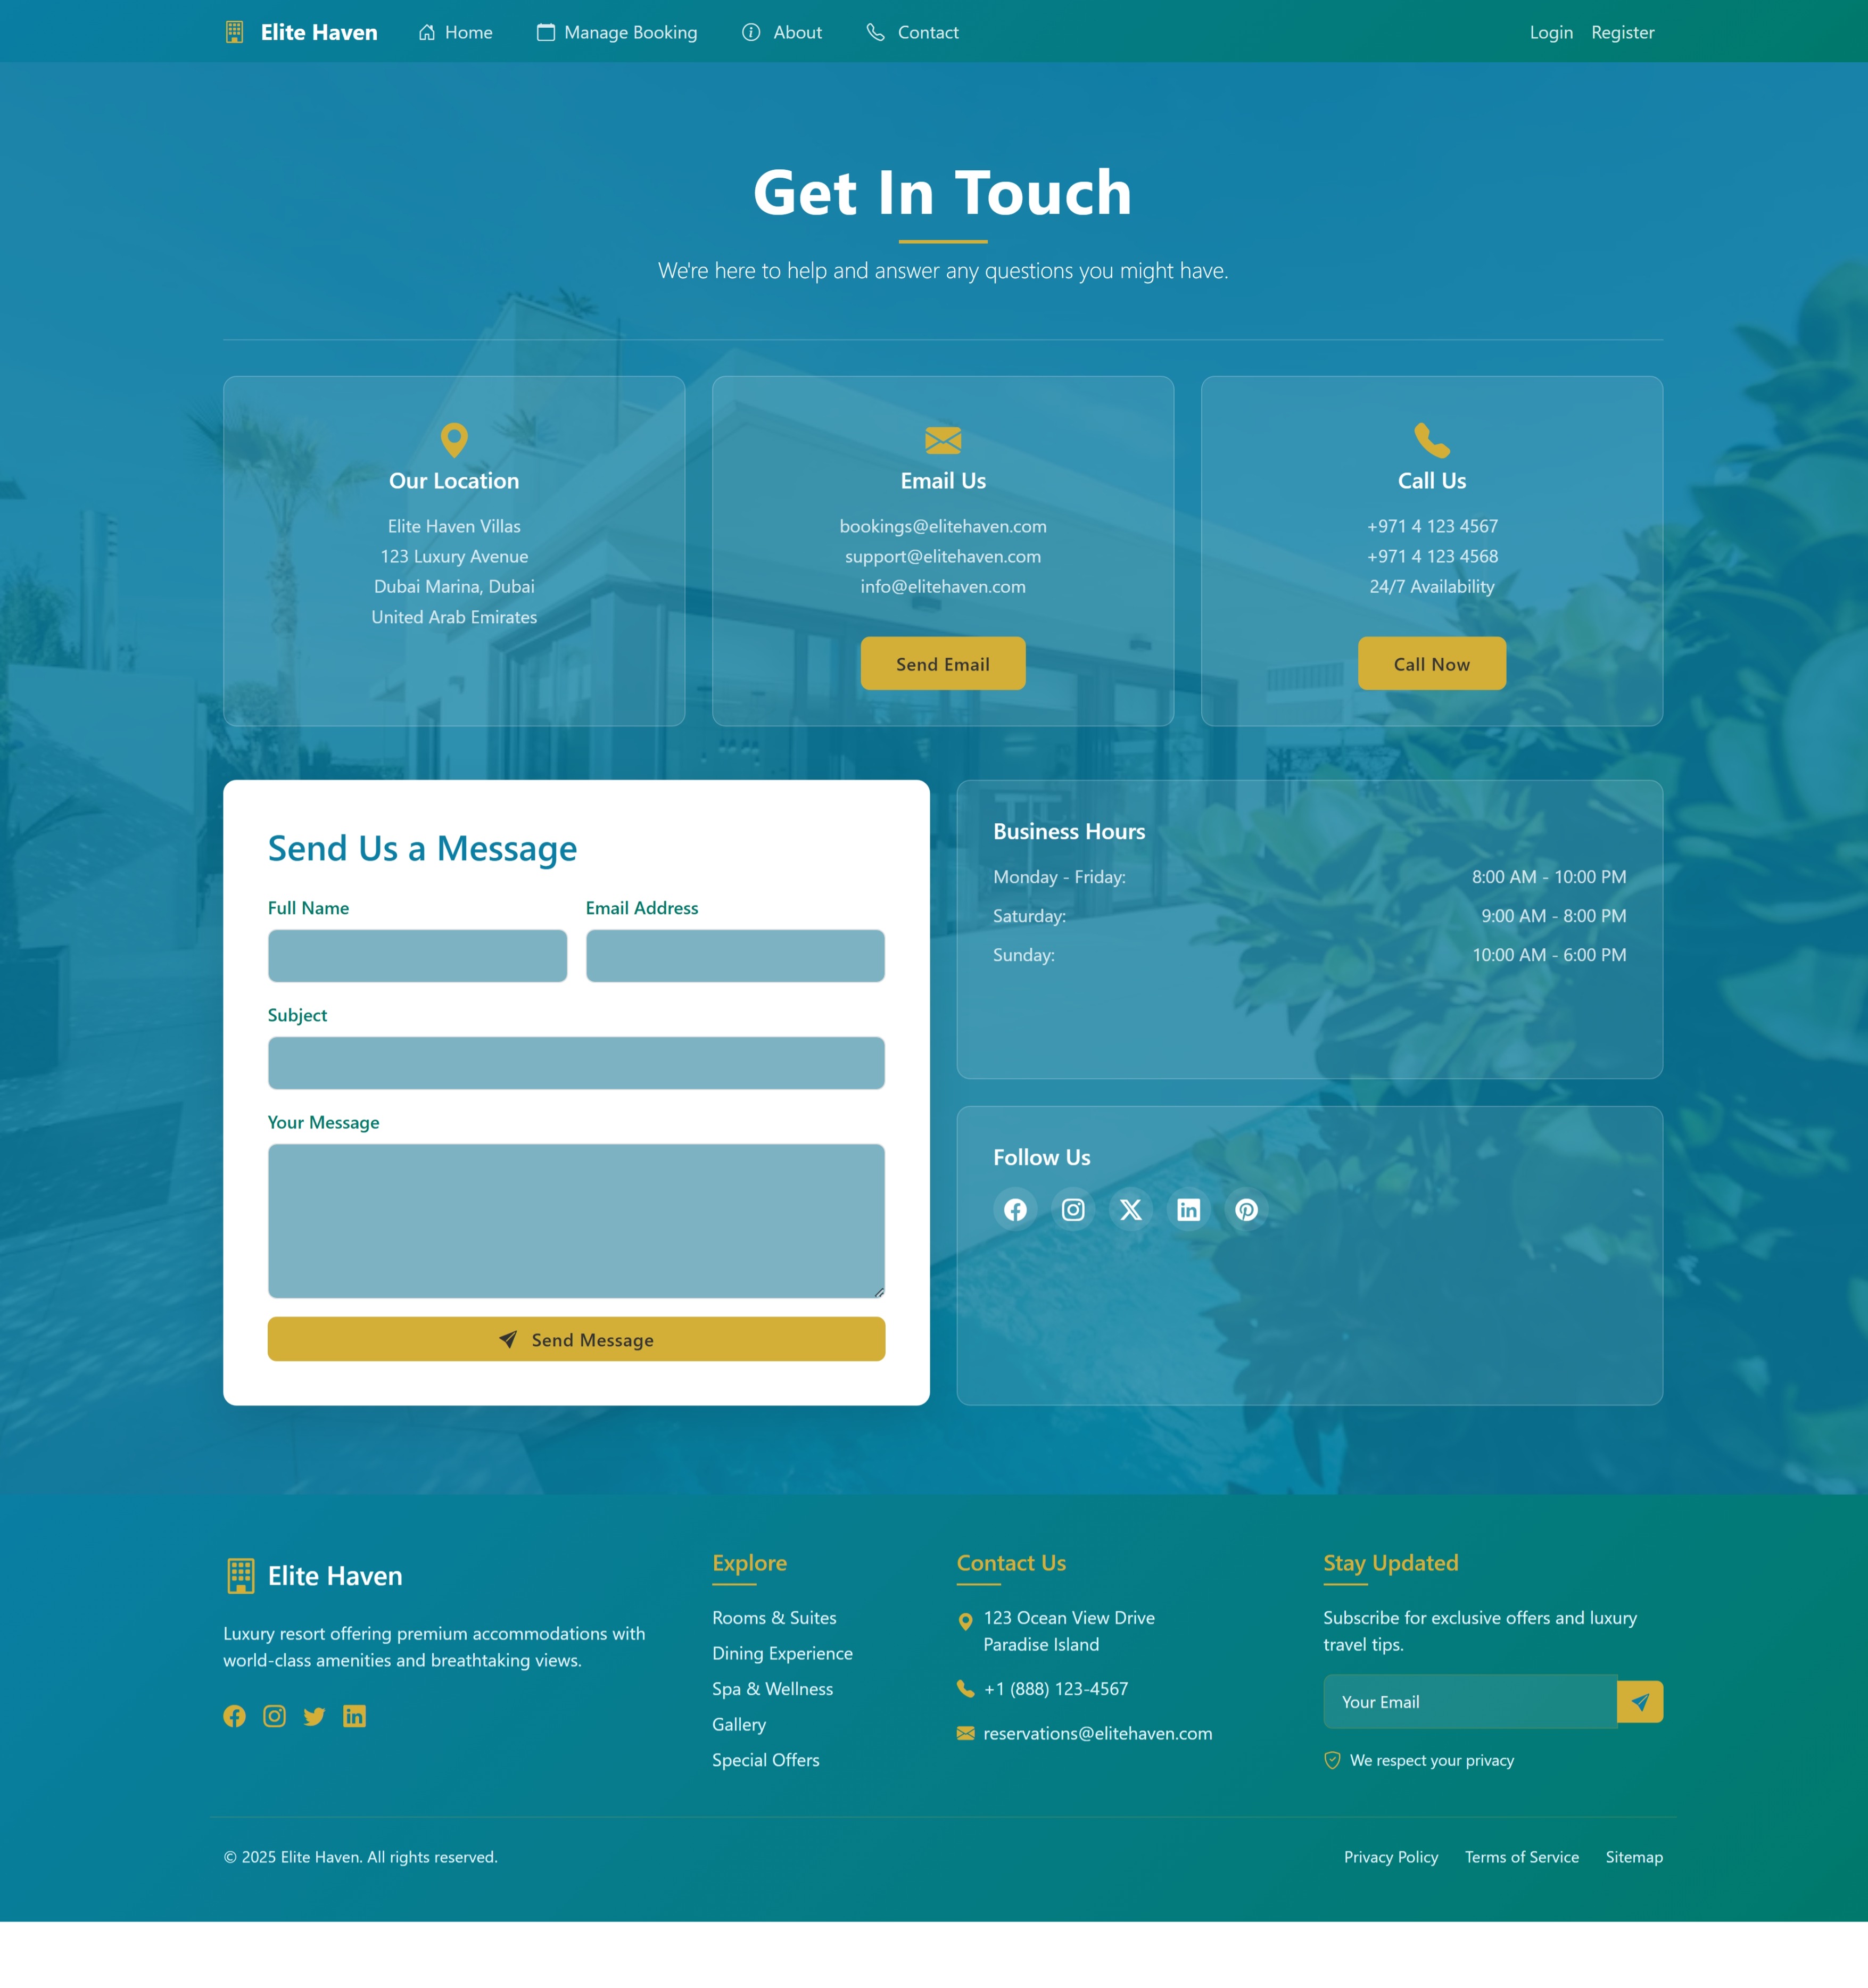 Elite Haven
Home
Manage Booking
About
Contact
Login
Register
Get In Touch
We're here to help and answer any questions you might have.
Our Location
Elite Haven Villas
123 Luxury Avenue
Dubai Marina, Dubai
United Arab Emirates
Email Us
bookings@elitehaven.com
support@elitehaven.com
info@elitehaven.com
Send Email
Call Us
+971 4 123 4567
+971 4 123 4568
24/7 Availability
Call Now
Send Us a Message
Full Name
Email Address
Subject
Your Message
Send Message
Business Hours
Monday - Friday: 8:00 AM - 10:00 PM
Saturday: 9:00 AM - 8:00 PM
Sunday: 10:00 AM - 6:00 PM
Follow Us
Elite Haven
Luxury resort offering premium accommodations with
world-class amenities and breathtaking views.
Explore
Rooms & Suites
Dining Experience
Spa & Wellness
Gallery
Special Offers
Contact Us
123 Ocean View Drive
Paradise Island
+1 (888) 123-4567
reservations@elitehaven.com
Stay Updated
Subscribe for exclusive offers and luxury
travel tips.
Your Email
We respect your privacy
© 2025 Elite Haven. All rights reserved.
Privacy Policy
Terms of Service
Sitemap